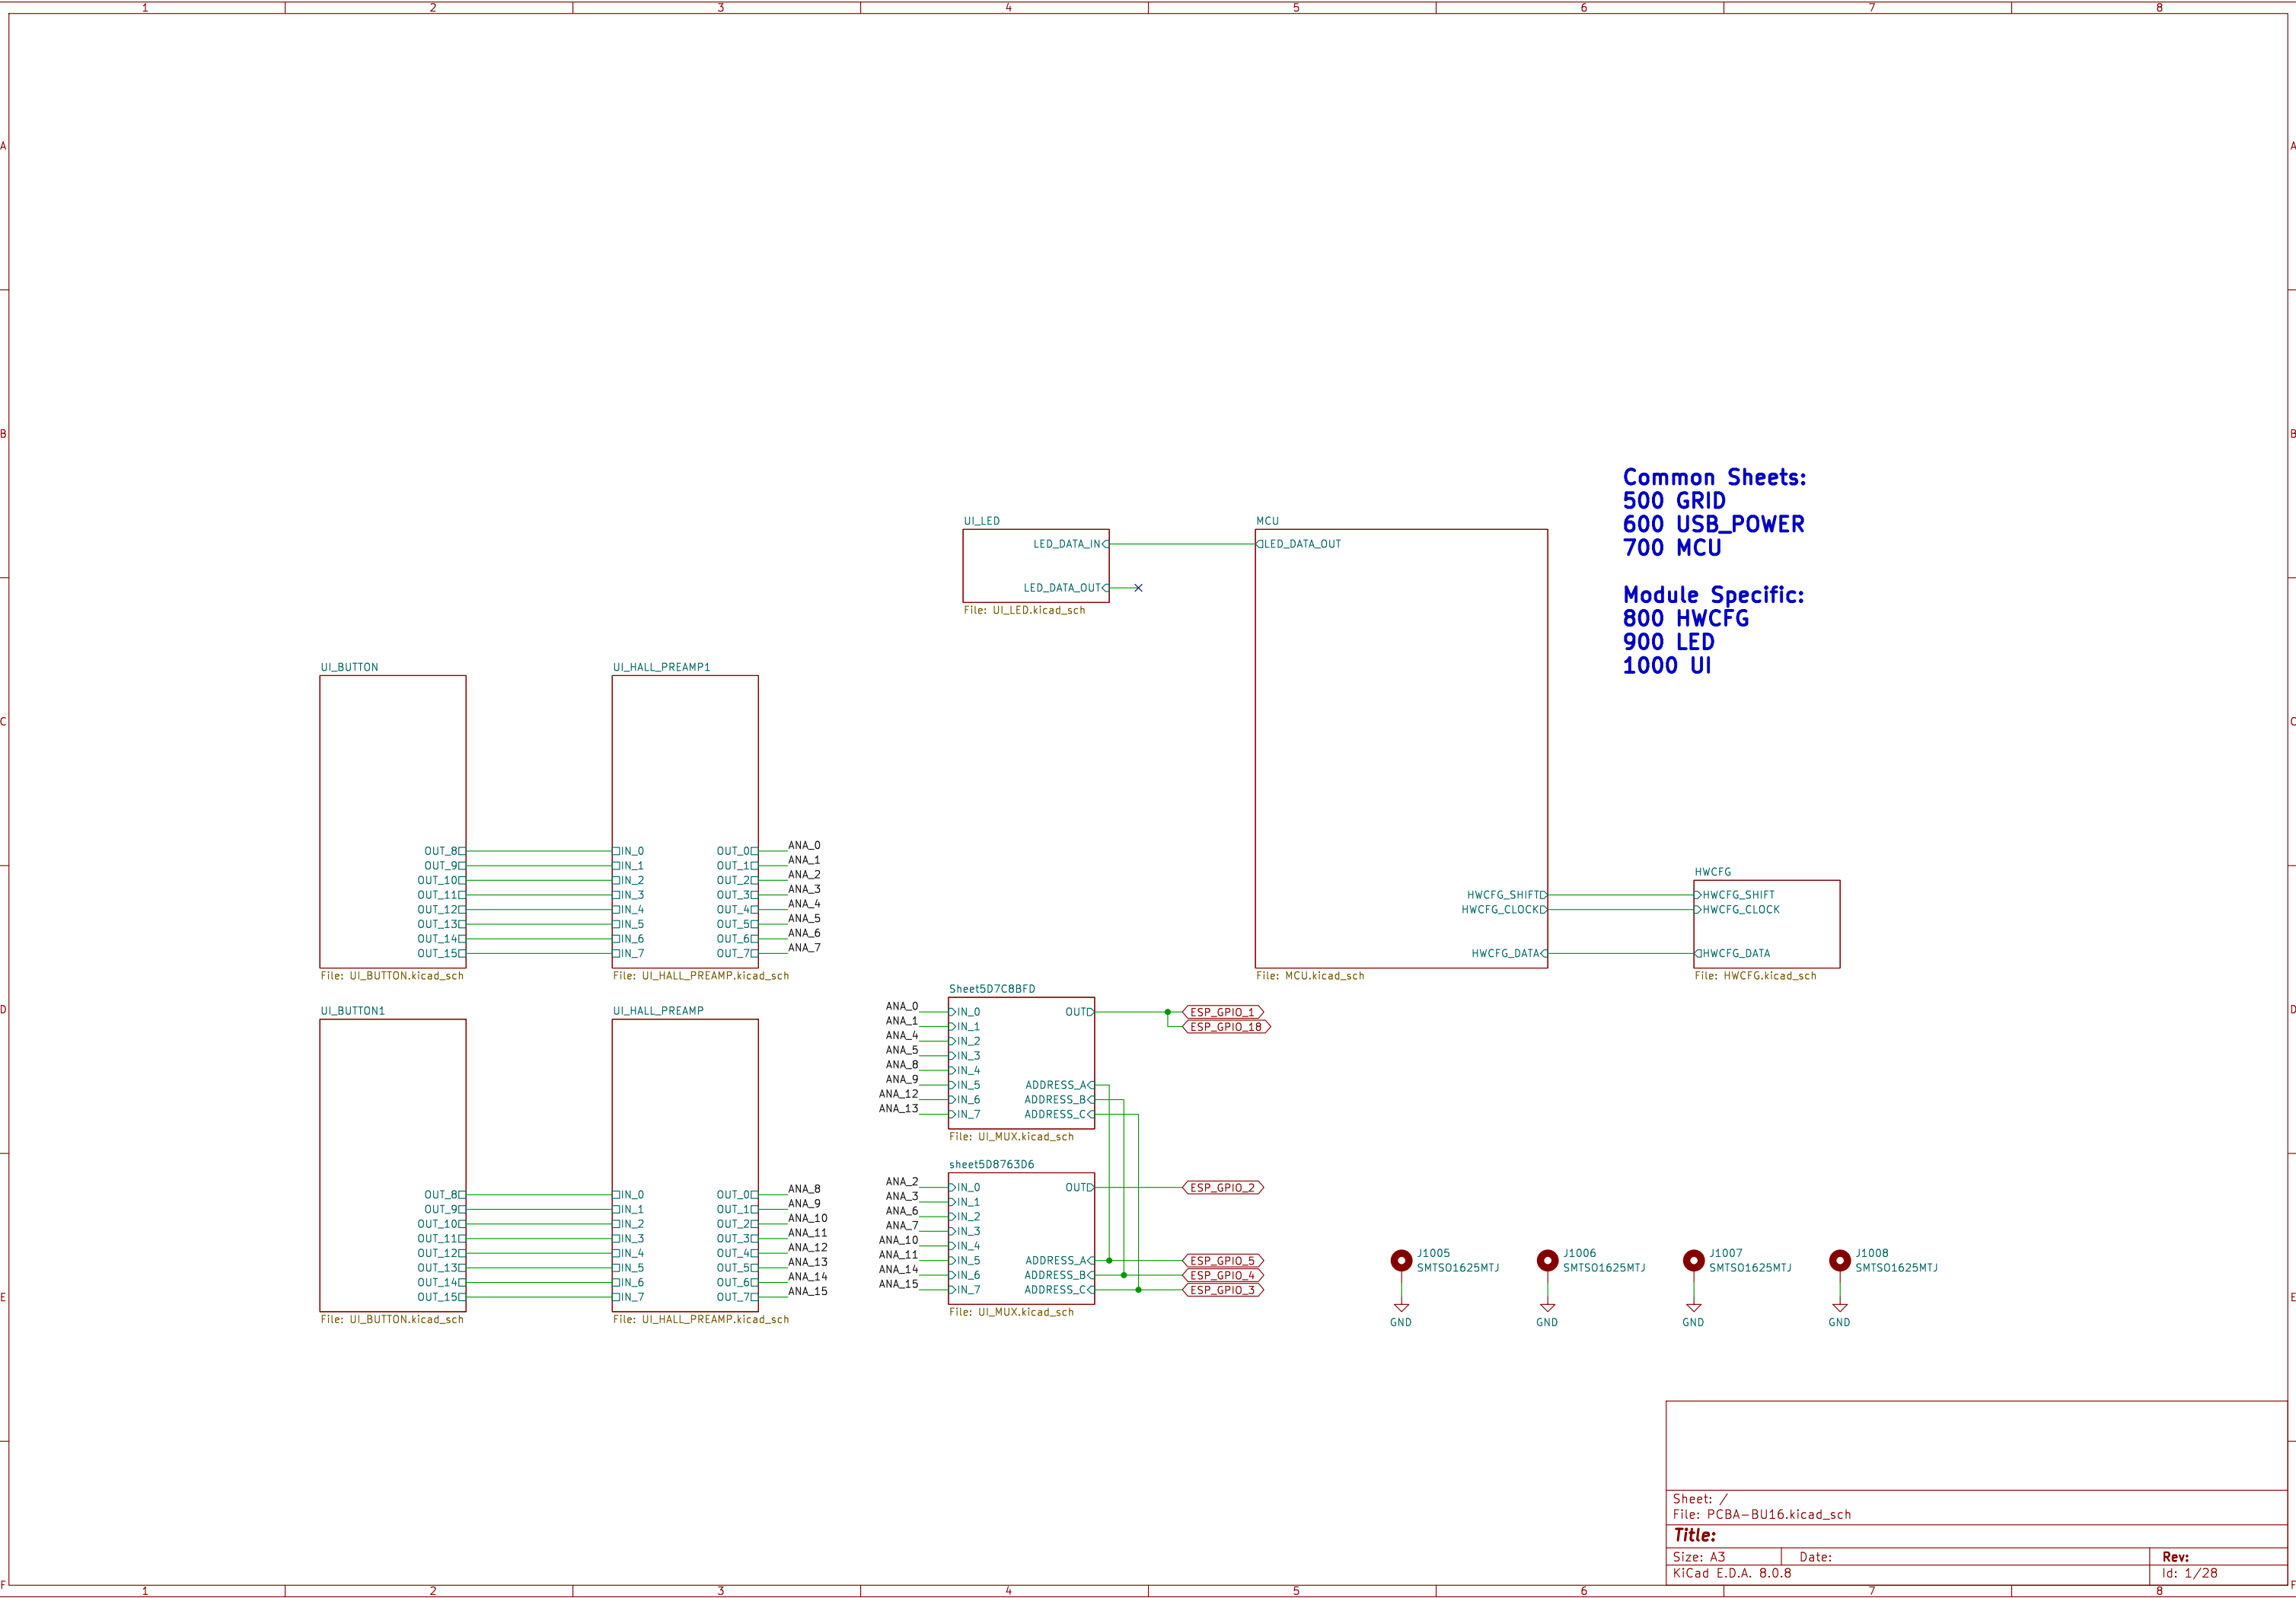 1 2 3 4 5 6 7 8
A A
B B
C C
D D
E E
F F
Common Sheets:
500 GRID
600 USB_POWER
700 MCU
Module Specific:
800 HWCFG
900 LED
1000 UI
UI_LED
LED_DATA_IN
LED_DATA_OUT
File: UI_LED.kicad_sch
MCU
LED_DATA_OUT
HWCFG_SHIFT
HWCFG_CLOCK
HWCFG_DATA
File: MCU.kicad_sch
HWCFG
HWCFG_SHIFT
HWCFG_CLOCK
HWCFG_DATA
File: HWCFG.kicad_sch
UI_BUTTON
OUT_8
OUT_9
OUT_10
OUT_11
OUT_12
OUT_13
OUT_14
OUT_15
File: UI_BUTTON.kicad_sch
UI_HALL_PREAMP1
IN_0 OUT_0 ANA_0
IN_1 OUT_1 ANA_1
IN_2 OUT_2 ANA_2
IN_3 OUT_3 ANA_3
IN_4 OUT_4 ANA_4
IN_5 OUT_5 ANA_5
IN_6 OUT_6 ANA_6
IN_7 OUT_7 ANA_7
File: UI_HALL_PREAMP.kicad_sch
UI_BUTTON1
OUT_8
OUT_9
OUT_10
OUT_11
OUT_12
OUT_13
OUT_14
OUT_15
File: UI_BUTTON.kicad_sch
UI_HALL_PREAMP
IN_0 OUT_0 ANA_8
IN_1 OUT_1 ANA_9
IN_2 OUT_2 ANA_10
IN_3 OUT_3 ANA_11
IN_4 OUT_4 ANA_12
IN_5 OUT_5 ANA_13
IN_6 OUT_6 ANA_14
IN_7 OUT_7 ANA_15
File: UI_HALL_PREAMP.kicad_sch
Sheet5D7C8BFD
ANA_0 IN_0 OUT ESP_GPIO_1
ANA_1 IN_1 ESP_GPIO_18
ANA_4 IN_2
ANA_5 IN_3
ANA_8 IN_4
ANA_9 IN_5 ADDRESS_A
ANA_12 IN_6 ADDRESS_B
ANA_13 IN_7 ADDRESS_C
File: UI_MUX.kicad_sch
sheet5D8763D6
ANA_2 IN_0 OUT ESP_GPIO_2
ANA_3 IN_1
ANA_6 IN_2
ANA_7 IN_3
ANA_10 IN_4
ANA_11 IN_5 ADDRESS_A ESP_GPIO_5
ANA_14 IN_6 ADDRESS_B ESP_GPIO_4
ANA_15 IN_7 ADDRESS_C ESP_GPIO_3
File: UI_MUX.kicad_sch
J1005
SMTSO1625MTJ
GND
J1006
SMTSO1625MTJ
GND
J1007
SMTSO1625MTJ
GND
J1008
SMTSO1625MTJ
GND
Sheet: /
File: PCBA-BU16.kicad_sch
Title:
Size: A3 Date: Rev:
KiCad E.D.A. 8.0.8 Id: 1/28
1 2 3 4 5 6 7 8